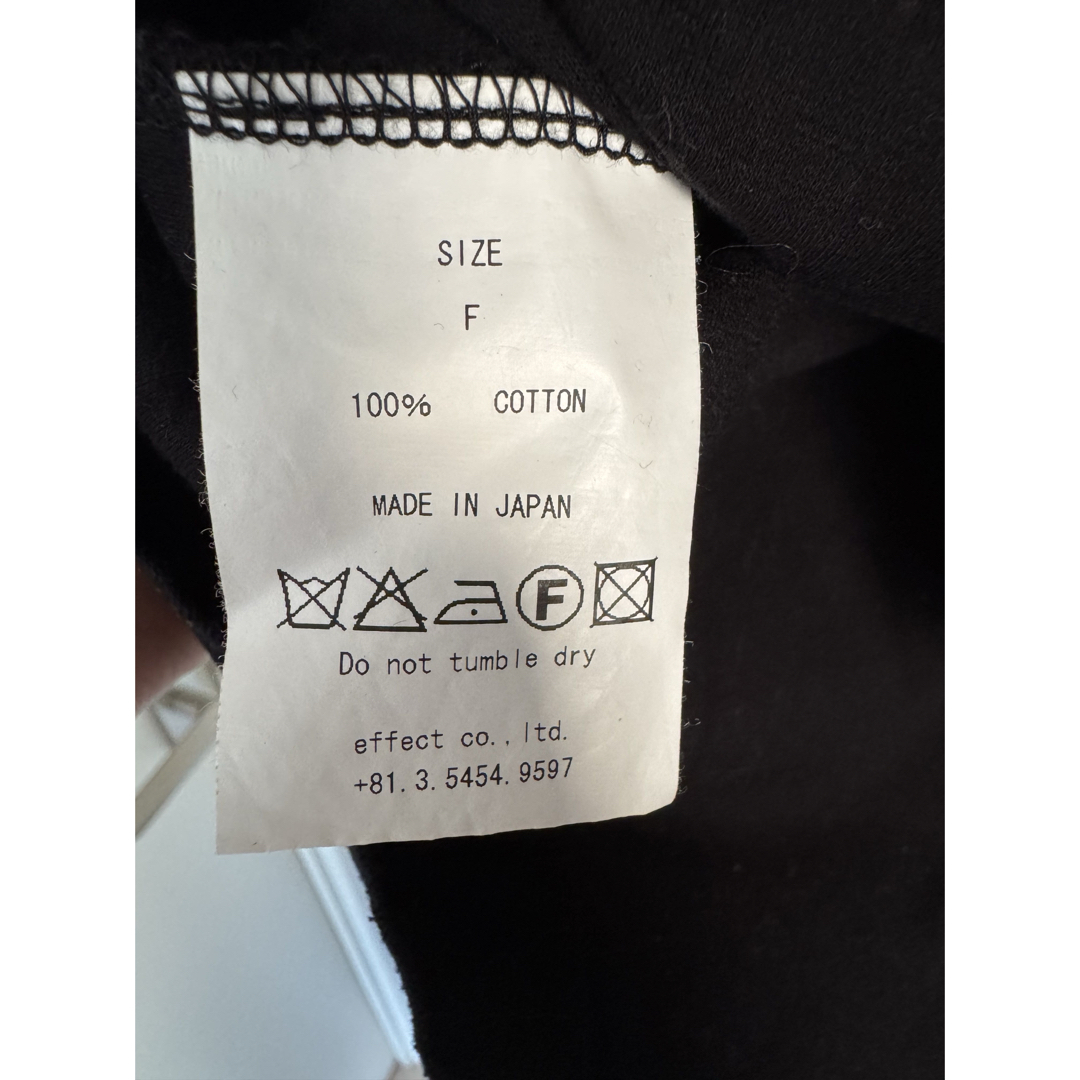 SIZE
F
100% COTTON
MADE IN JAPAN
F
Do not tumble dry
effect co., ltd.
+81. 3. 5454. 9597